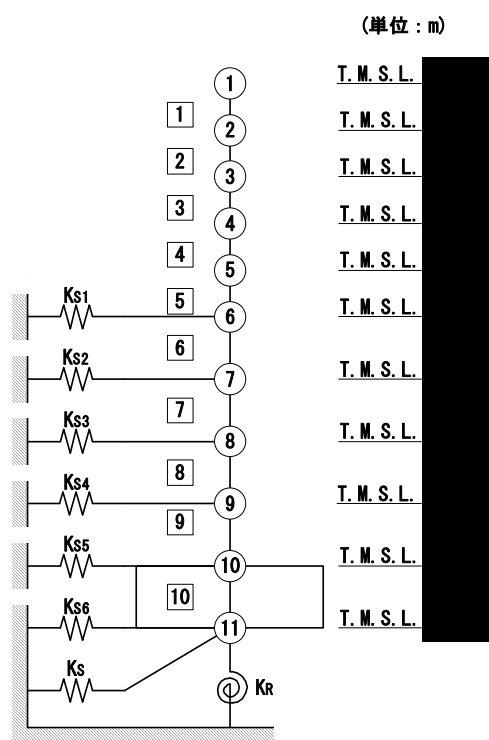 (単位：m)
1 T.M.S.L.
1
2 T.M.S.L.
2
3 T.M.S.L.
3
4 T.M.S.L.
4
5 T.M.S.L.
KS1 5
6 T.M.S.L.
6
KS2 7 T.M.S.L.
7
KS3 8 T.M.S.L.
8
KS4 9 T.M.S.L.
9
KS5 10 T.M.S.L.
10
KS6 11 T.M.S.L.
KS
KR